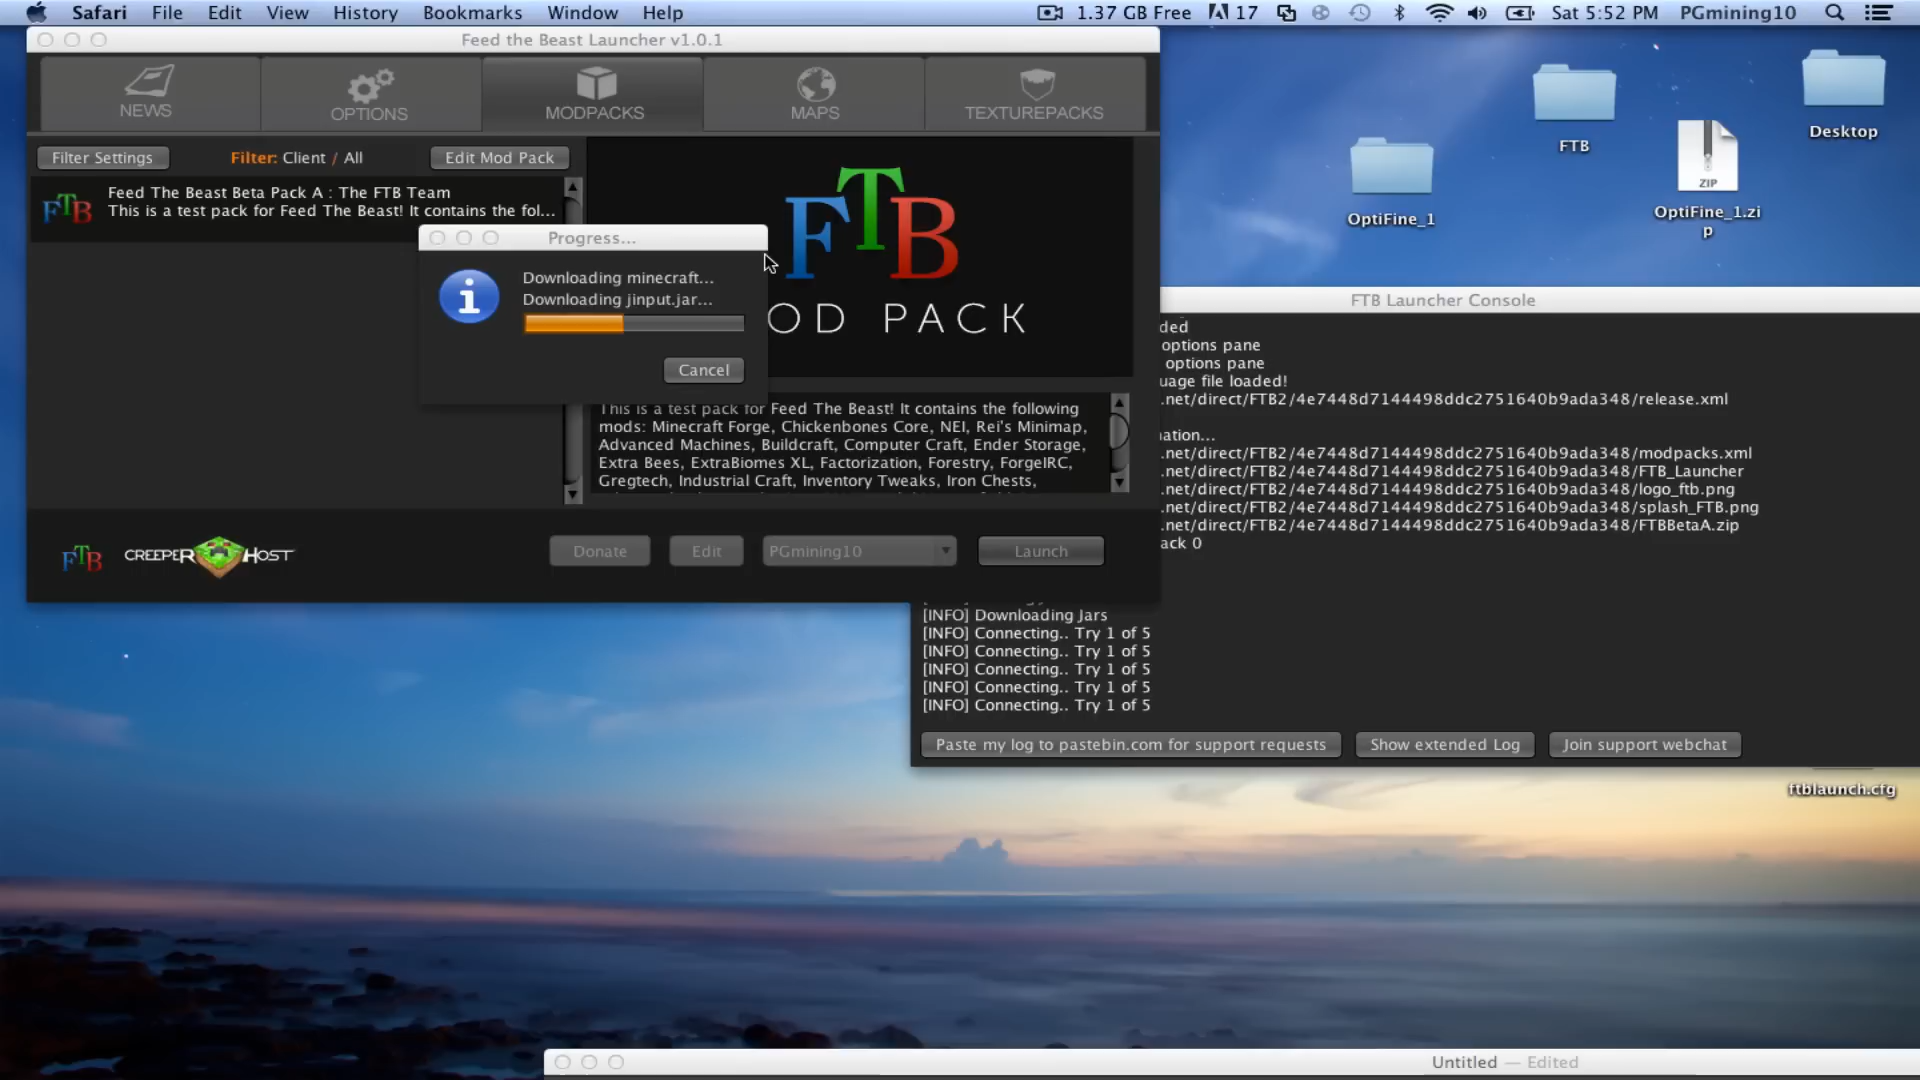 Safari File Edit View History Bookmarks Window Help 1.37 GB Free 17 Sat 5:52 PM PGmining10
Feed the Beast Launcher v1.0.1
NEWS OPTIONS MODPACKS MAPS TEXTUREPACKS
Filter Settings Filter: Client / All Edit Mod Pack
FTB
Feed The Beast Beta Pack A : The FTB Team
This is a test pack for Feed The Beast! It contains the fol...
FTB
OD PACK
Progress...
Downloading minecraft...
Downloading jinput.jar...
Cancel
This is a test pack for Feed The Beast! It contains the following
mods: Minecraft Forge, Chickenbones Core, NEI, Rei's Minimap,
Advanced Machines, Buildcraft, Computer Craft, Ender Storage,
Extra Bees, ExtraBiomes XL, Factorization, Forestry, ForgeIRC,
Gregtech, Industrial Craft, Inventory Tweaks, Iron Chests,
FTB CREEPER HOST Donate Edit PGmining10 Launch
Desktop
FTB
ZIP
OptiFine_1
OptiFine_1.zi
p
FTB Launcher Console
ded
options pane
options pane
uage file loaded!
.net/direct/FTB2/4e7448d7144498ddc2751640b9ada348/release.xml
ation...
.net/direct/FTB2/4e7448d7144498ddc2751640b9ada348/modpacks.xml
.net/direct/FTB2/4e7448d7144498ddc2751640b9ada348/FTB_Launcher
.net/direct/FTB2/4e7448d7144498ddc2751640b9ada348/logo_ftb.png
.net/direct/FTB2/4e7448d7144498ddc2751640b9ada348/splash_FTB.png
.net/direct/FTB2/4e7448d7144498ddc2751640b9ada348/FTBBetaA.zip
ack 0
[INFO] Downloading Jars
[INFO] Connecting.. Try 1 of 5
[INFO] Connecting.. Try 1 of 5
[INFO] Connecting.. Try 1 of 5
[INFO] Connecting.. Try 1 of 5
[INFO] Connecting.. Try 1 of 5
Paste my log to pastebin.com for support requests Show extended Log Join support webchat
ftblaunch.cfg
Untitled — Edited